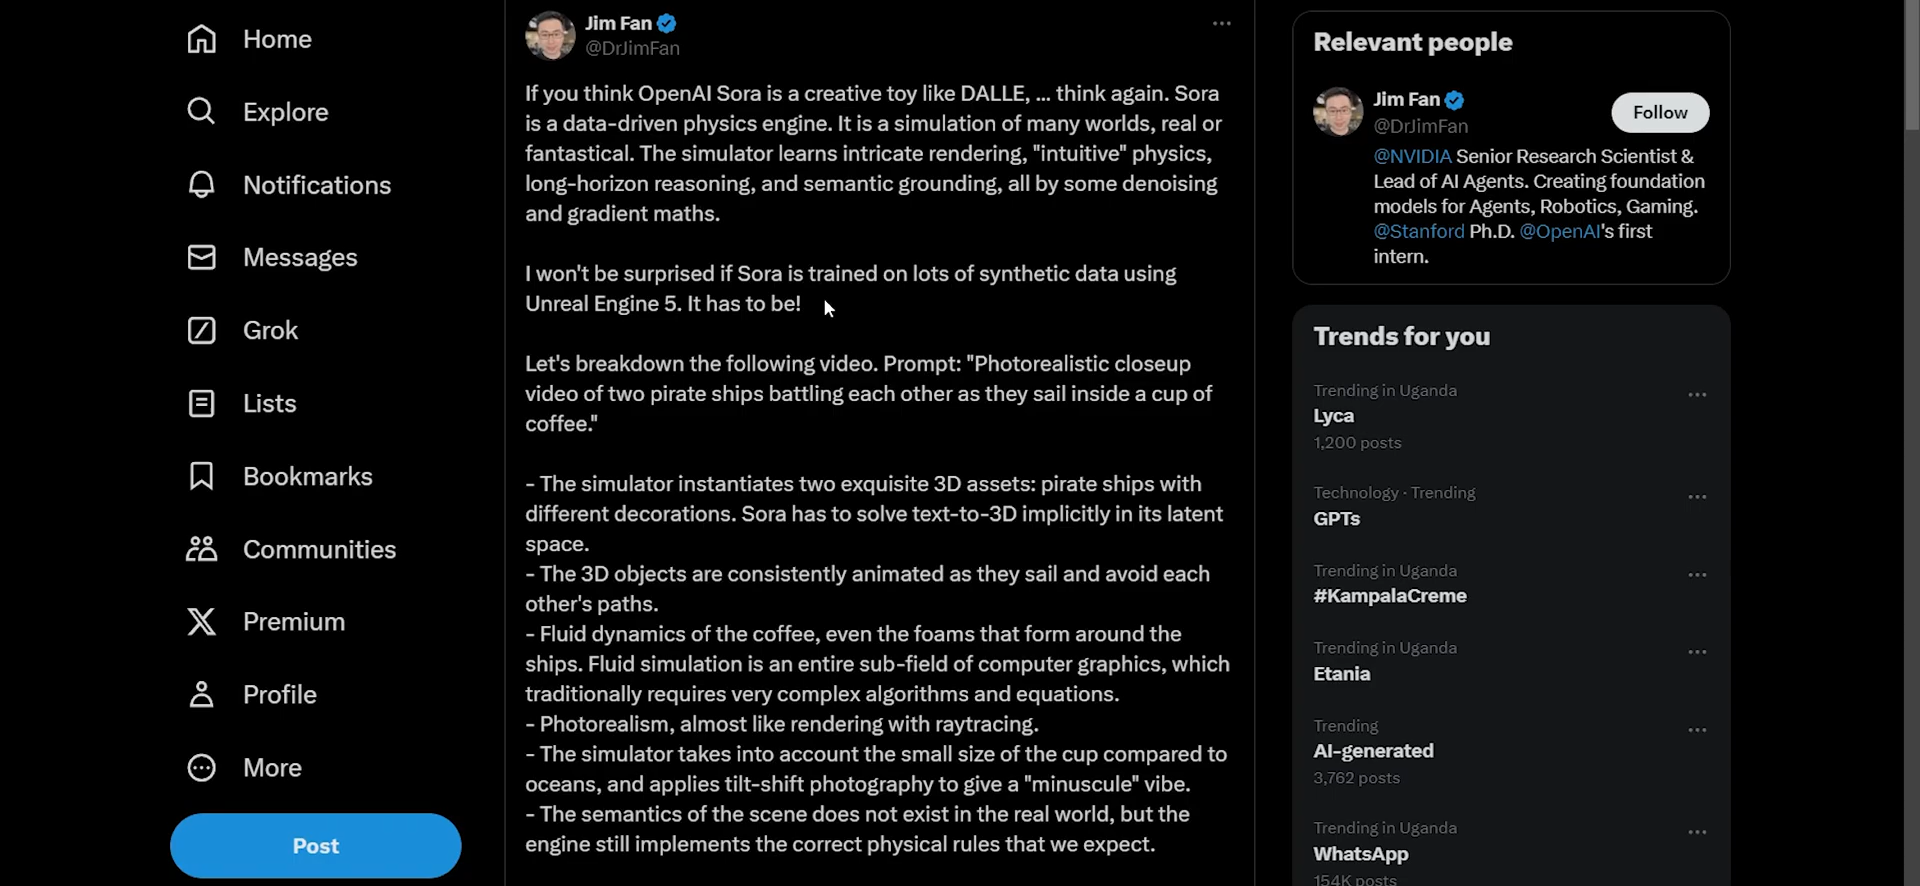 Home
Explore
Notifications
Messages
Grok
Lists
Bookmarks
Communities
Premium
Profile
More
Post
Jim Fan
@DrJimFan
If you think OpenAI Sora is a creative toy like DALLE, ... think again. Sora
is a data-driven physics engine. It is a simulation of many worlds, real or
fantastical. The simulator learns intricate rendering, "intuitive" physics,
long-horizon reasoning, and semantic grounding, all by some denoising
and gradient maths.
I won't be surprised if Sora is trained on lots of synthetic data using
Unreal Engine 5. It has to be!
Let's breakdown the following video. Prompt: "Photorealistic closeup
video of two pirate ships battling each other as they sail inside a cup of
coffee."
- The simulator instantiates two exquisite 3D assets: pirate ships with
different decorations. Sora has to solve text-to-3D implicitly in its latent
space.
- The 3D objects are consistently animated as they sail and avoid each
other's paths.
- Fluid dynamics of the coffee, even the foams that form around the
ships. Fluid simulation is an entire sub-field of computer graphics, which
traditionally requires very complex algorithms and equations.
- Photorealism, almost like rendering with raytracing.
- The simulator takes into account the small size of the cup compared to
oceans, and applies tilt-shift photography to give a "minuscule" vibe.
- The semantics of the scene does not exist in the real world, but the
engine still implements the correct physical rules that we expect.
Relevant people
Jim Fan
@DrJimFan
Follow
@NVIDIA Senior Research Scientist &
Lead of AI Agents. Creating foundation
models for Agents, Robotics, Gaming.
@Stanford Ph.D. @OpenAI's first
intern.
Trends for you
Trending in Uganda
Lyca
1,200 posts
Technology · Trending
GPTs
Trending in Uganda
#KampalaCreme
Trending in Uganda
Etania
Trending
AI-generated
3,762 posts
Trending in Uganda
WhatsApp
154K posts